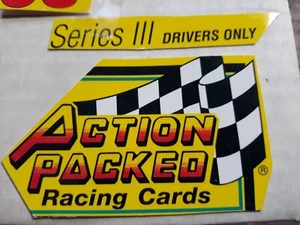 Series III DRIVERS ONLY
ACTION
PACKED
®
Racing Cards